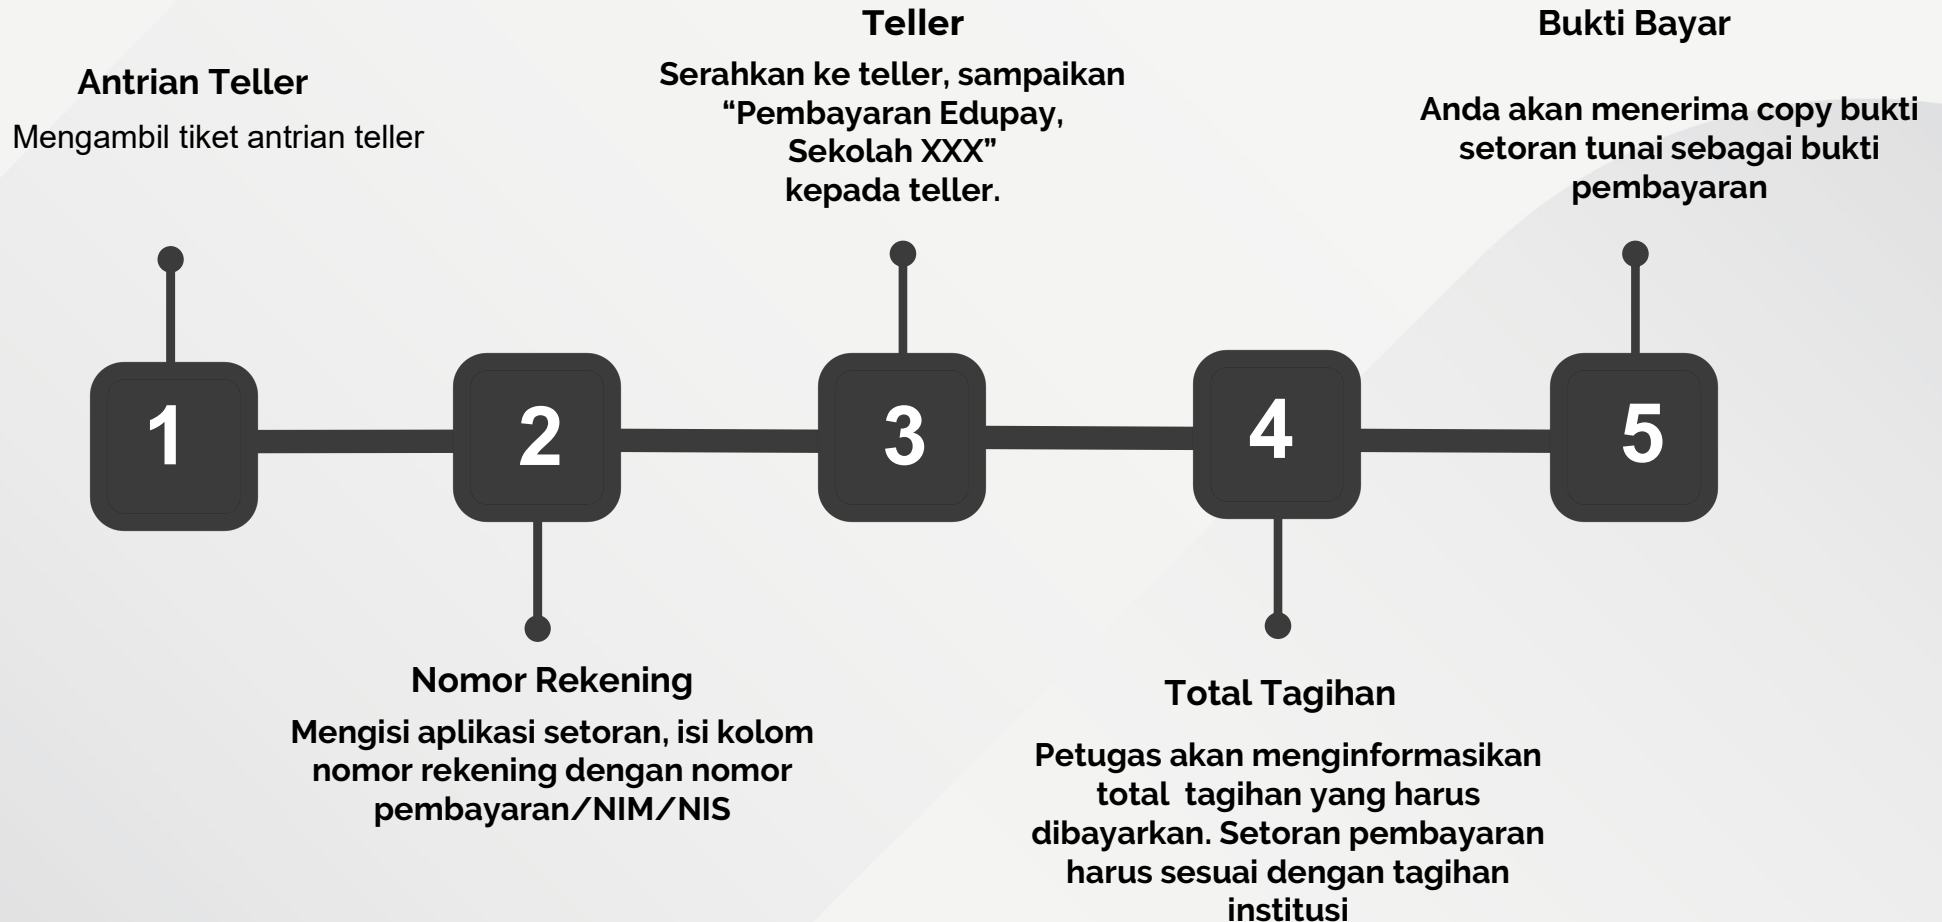 Antrian Teller
Mengambil tiket antrian teller
1
2
Nomor Rekening
Mengisi aplikasi setoran, isi kolom
nomor rekening dengan nomor
pembayaran/NIM/NIS
Teller
Serahkan ke teller, sampaikan
“Pembayaran Edupay,
Sekolah XXX”
kepada teller.
3
4
Total Tagihan
Petugas akan menginformasikan
total  tagihan yang harus
dibayarkan. Setoran pembayaran
harus sesuai dengan tagihan
institusi
Bukti Bayar
Anda akan menerima copy bukti
setoran tunai sebagai bukti
pembayaran
5